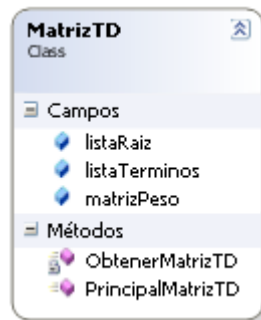 MatrizTD
Class
Campos
listaRaiz
listaTerminos
matrizPeso
Métodos
ObtenerMatrizTD
PrincipalMatrizTD